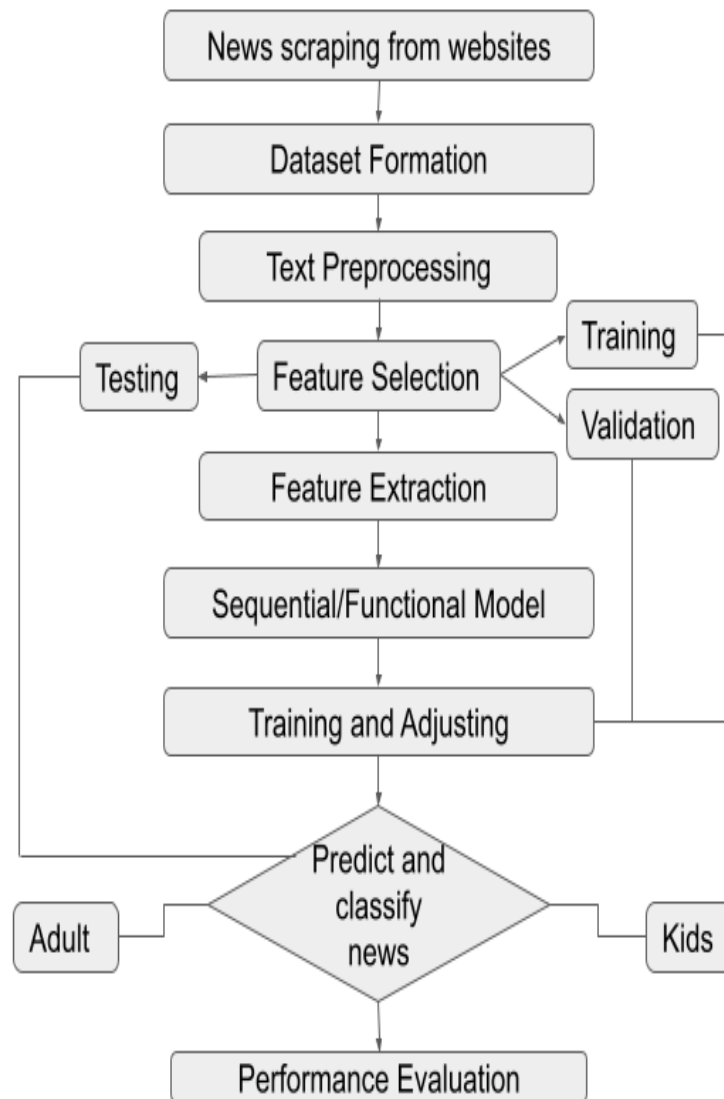 News scraping from websites
Dataset Formation
Text Preprocessing
Training
Testing
Feature Selection
Validation
Feature Extraction
Sequential/Functional Model
Training and Adjusting
Predict and
classify
news
Adult
Kids
Performance Evaluation